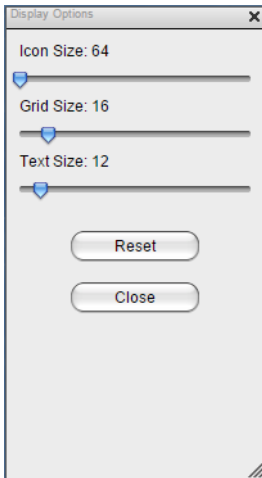 Display Options
Icon Size: 64
Grid Size: 16
Text Size: 12
Reset
Close